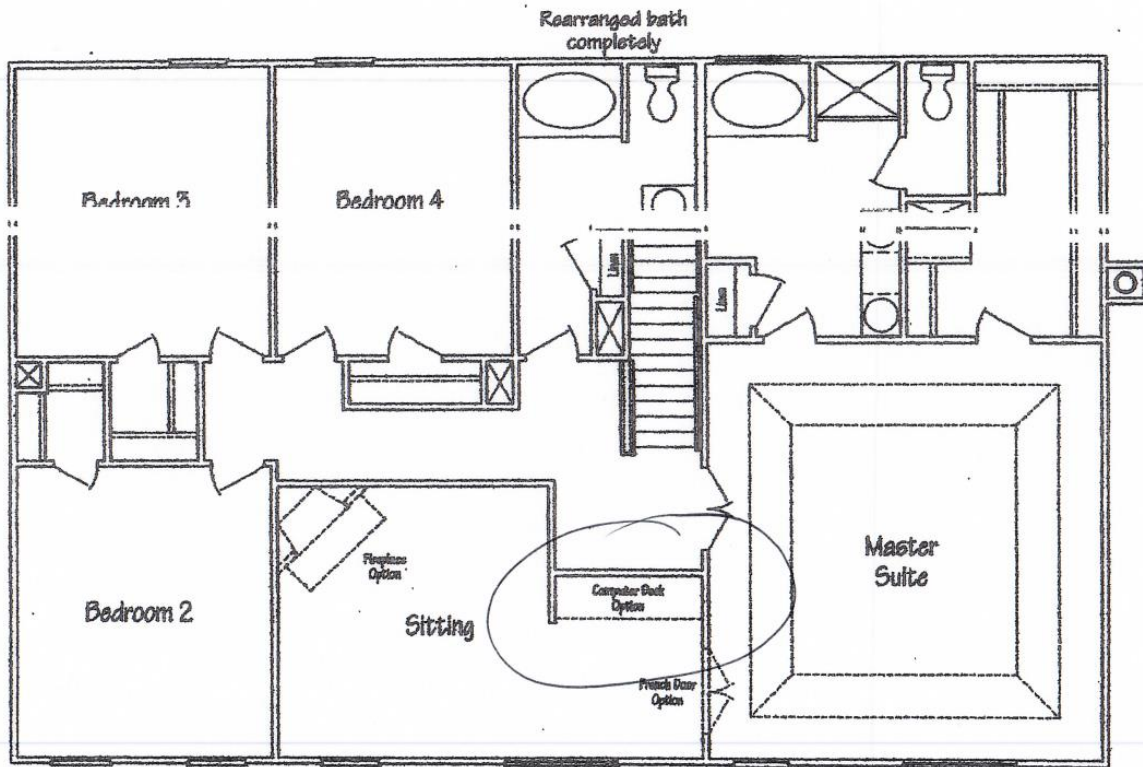 Rearranged bath
completely
Bedroom 3
Bedroom 4
Linen
Linen
Master
Suite
Fireplace
Option
Computer Desk
Option
Bedroom 2
Sitting
French Door
Option